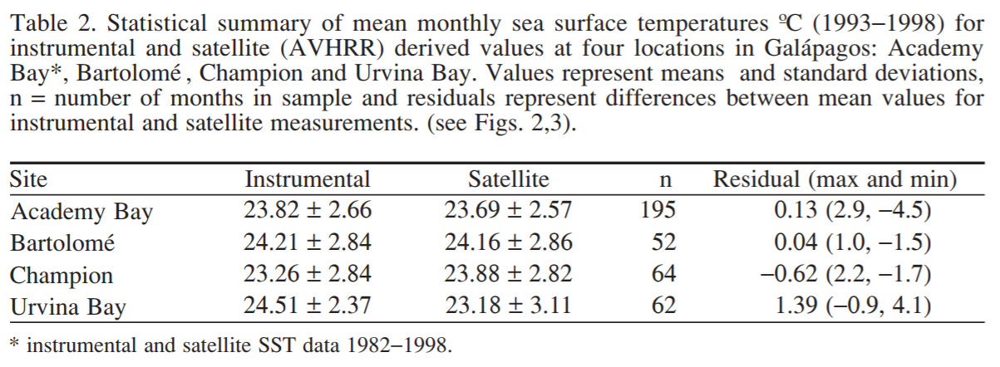 Table 2. Statistical summary of mean monthly sea surface temperatures ºC (1993–1998) for
instrumental and satellite (AVHRR) derived values at four locations in Galápagos: Academy
Bay*, Bartolomé , Champion and Urvina Bay. Values represent means and standard deviations,
n = number of months in sample and residuals represent differences between mean values for
instrumental and satellite measurements. (see Figs. 2,3).
Site Instrumental Satellite n Residual (max and min)
Academy Bay 23.82 ± 2.66 23.69 ± 2.57 195 0.13 (2.9, –4.5)
Bartolomé 24.21 ± 2.84 24.16 ± 2.86 52 0.04 (1.0, –1.5)
Champion 23.26 ± 2.84 23.88 ± 2.82 64 –0.62 (2.2, –1.7)
Urvina Bay 24.51 ± 2.37 23.18 ± 3.11 62 1.39 (–0.9, 4.1)
* instrumental and satellite SST data 1982–1998.